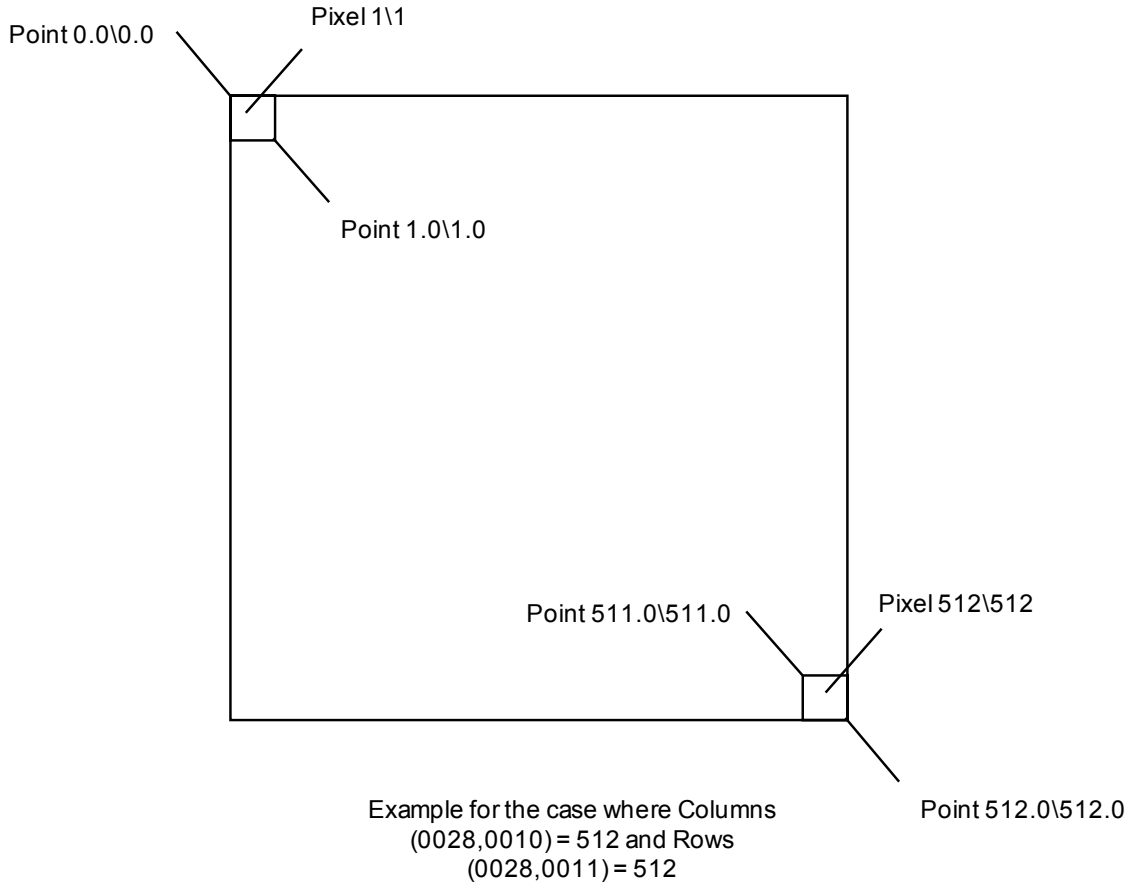 Pixel 1\1
Point 0.0\0.0
Point 1.0\1.0
Pixel 512\512
Point 511.0\511.0
Example for the case where Columns
(0028,0010) = 512 and Rows
(0028,0011) = 512
Point 512.0\512.0